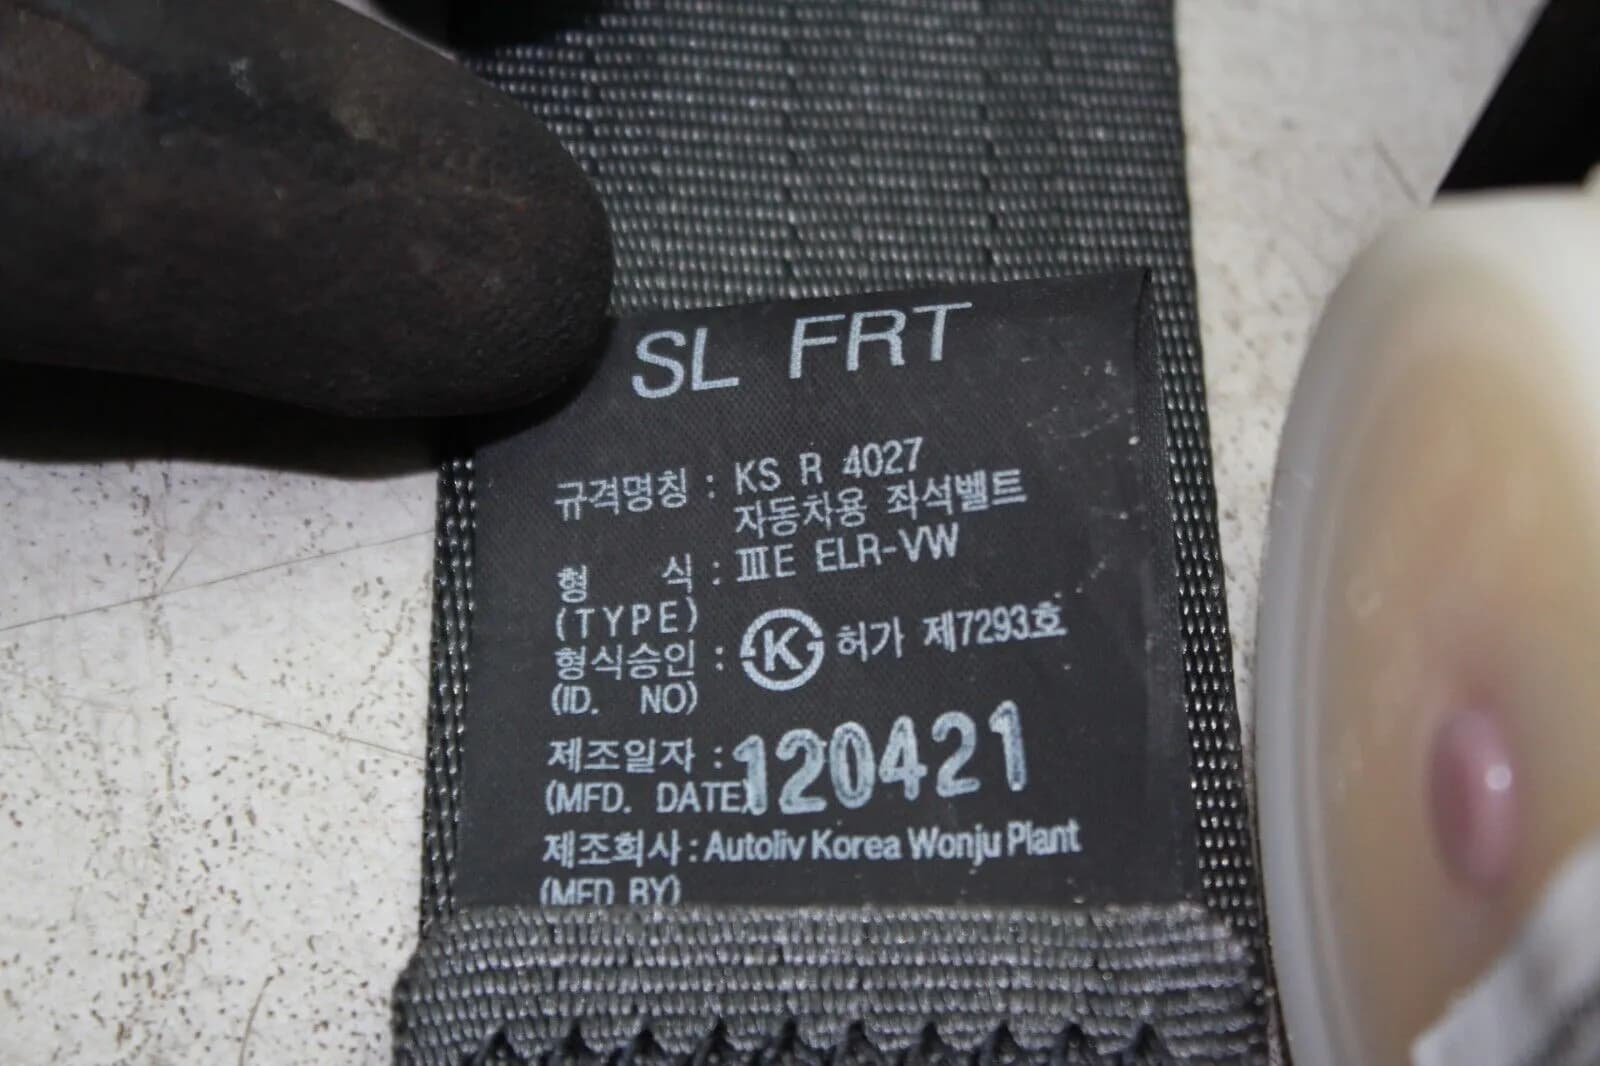 SL FRT
규격명칭 : KS R 4027
자동차용 좌석벨트
형 식 : ⅢE ELR-VW
(TYPE)
형식승인 : K 허가 제7293호
(ID. NO)
제조일자 : 120421
(MFD. DATE)
제조회사 : Autoliv Korea Wonju Plant
(MFD BY)